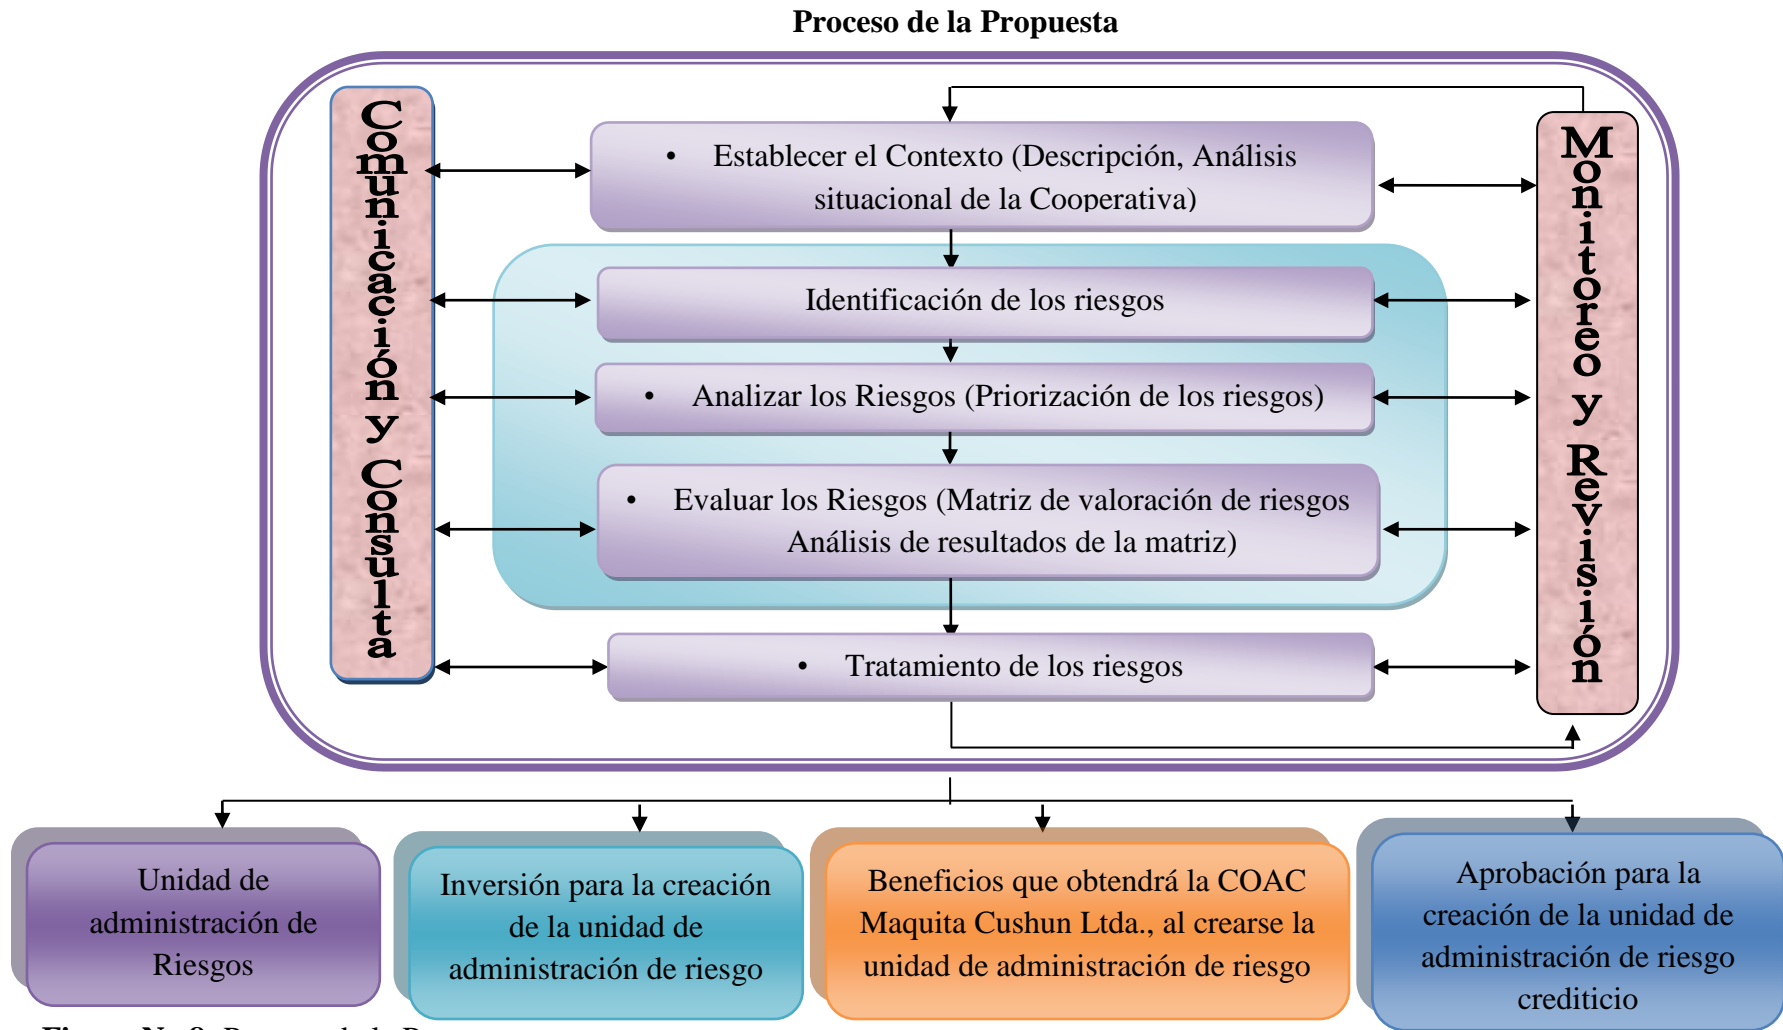 Proceso de la Propuesta
Comunicación y Consulta
• Establecer el Contexto (Descripción, Análisis
situacional de la Cooperativa)
Identificación de los riesgos
• Analizar los Riesgos (Priorización de los riesgos)
• Evaluar los Riesgos (Matriz de valoración de riesgos
Análisis de resultados de la matriz)
• Tratamiento de los riesgos
Monitoreo y Revisión
Unidad de
administración de
Riesgos
Inversión para la creación
de la unidad de
administración de riesgo
Beneficios que obtendrá la COAC
Maquita Cushun Ltda., al crearse la
unidad de administración de riesgo
Aprobación para la
creación de la unidad de
administración de riesgo
crediticio